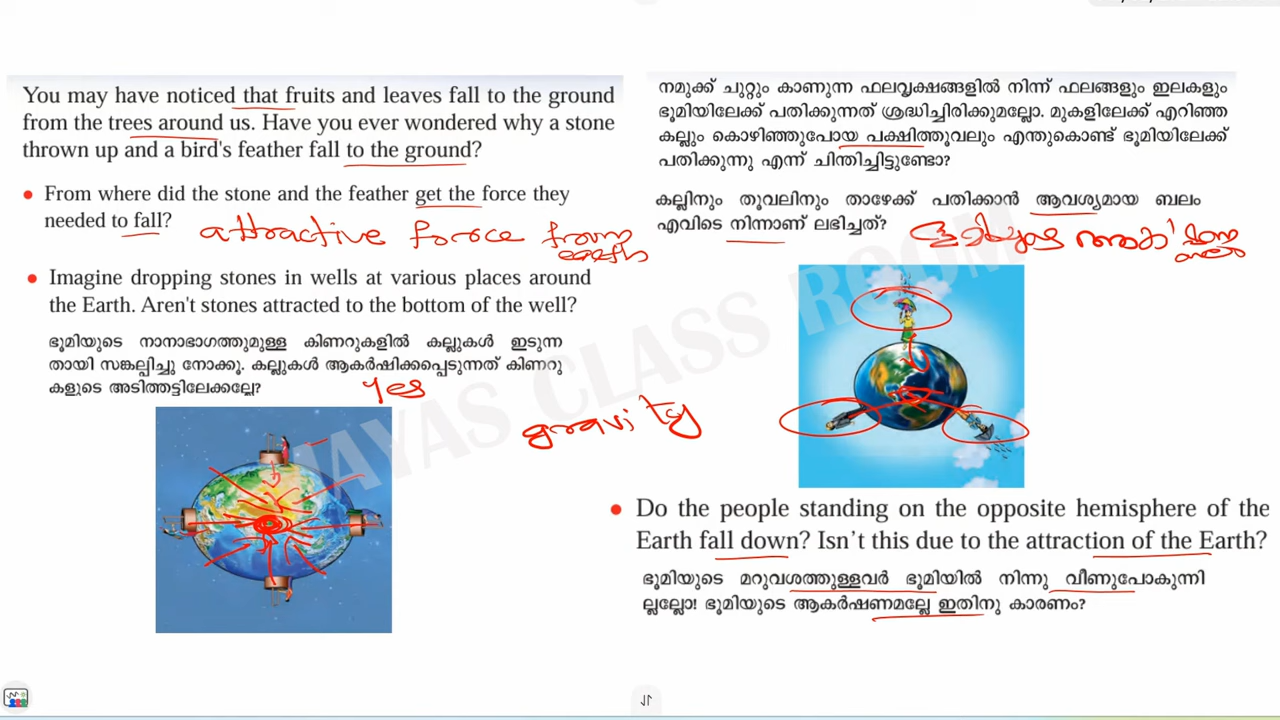 You may have noticed that fruits and leaves fall to the ground
from the trees around us. Have you ever wondered why a stone
thrown up and a bird's feather fall to the ground?
• From where did the stone and the feather get the force they
needed to fall?
attractive force from
earth
• Imagine dropping stones in wells at various places around
the Earth. Aren't stones attracted to the bottom of the well?
ഭൂമിയുടെ നാനാഭാഗത്തുമുള്ള കിണറുകളിൽ കല്ലുകൾ ഇടുന്ന
തായി സങ്കല്പിച്ചു നോക്കൂ. കല്ലുകൾ ആകർഷിക്കപ്പെടുന്നത് കിണറു
കളുടെ അടിത്തട്ടിലേക്കല്ലേ?
yes
gravity
നമുക്ക് ചുറ്റും കാണുന്ന ഫലവൃക്ഷങ്ങളിൽ നിന്ന് ഫലങ്ങളും ഇലകളും
ഭൂമിയിലേക്ക് പതിക്കുന്നത് ശ്രദ്ധിച്ചിരിക്കുമല്ലോ. മുകളിലേക്ക് എറിഞ്ഞ
കല്ലും കൊഴിഞ്ഞുപോയ പക്ഷിത്തൂവലും എന്തുകൊണ്ട് ഭൂമിയിലേക്ക്
പതിക്കുന്നു എന്ന് ചിന്തിച്ചിട്ടുണ്ടോ?
കല്ലിനും തൂവലിനും താഴേക്ക് പതിക്കാൻ ആവശ്യമായ ബലം
എവിടെ നിന്നാണ് ലഭിച്ചത്?
ഭൂമിയുടെ ആകർഷണ
ബലം
• Do the people standing on the opposite hemisphere of the
Earth fall down? Isn't this due to the attraction of the Earth?
ഭൂമിയുടെ മറുവശത്തുള്ളവർ ഭൂമിയിൽ നിന്നു വീണുപോകുന്നി
ല്ലല്ലോ! ഭൂമിയുടെ ആകർഷണമല്ലേ ഇതിനു കാരണം?
JAYAS CLASS ROOM